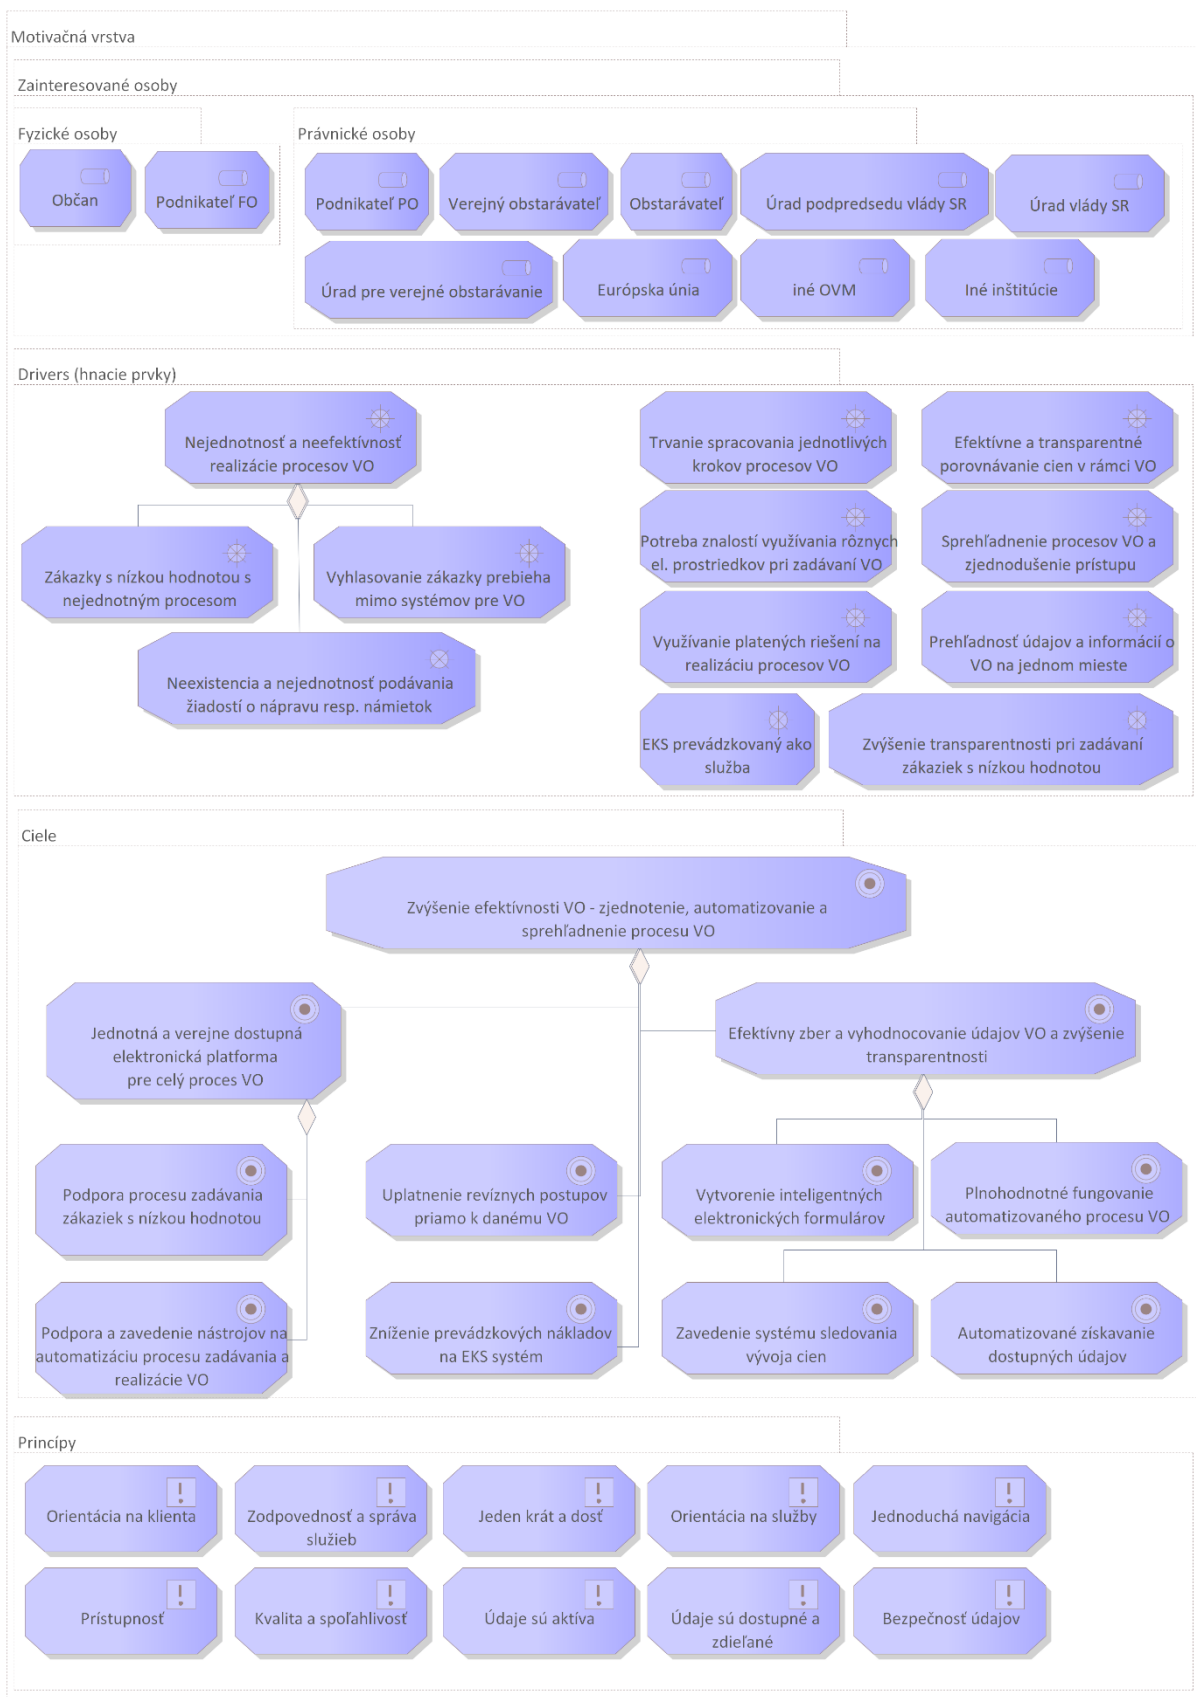 Motivačná vrstva
Zainteresované osoby
Fyzické osoby
Právnické osoby
Občan
Podnikateľ FO
Podnikateľ PO
Verejný obstarávateľ
Obstarávateľ
Úrad podpredsedu vlády SR
Úrad vlády SR
Úrad pre verejné obstarávanie
Európska únia
iné OVM
Iné inštitúcie
Drivers (hnacie prvky)
Nejednotnosť a neefektívnosť
realizácie procesov VO
Zákazky s nízkou hodnotou s
nejednotným procesom
Vyhlasovanie zákazky prebieha
mimo systémov pre VO
Neexistencia a nejednotnosť podávania
žiadostí o nápravu resp. námietok
Trvanie spracovania jednotlivých
krokov procesov VO
Efektívne a transparentné
porovnávanie cien v rámci VO
Potreba znalostí využívania rôznych
el. prostriedkov pri zadávaní VO
Sprehľadnenie procesov VO a
zjednodušenie prístupu
Využívanie platených riešení na
realizáciu procesov VO
Prehľadnosť údajov a informácií o
VO na jednom mieste
EKS prevádzkovaný ako
služba
Zvýšenie transparentnosti pri zadávaní
zákaziek s nízkou hodnotou
Ciele
Zvýšenie efektívnosti VO - zjednotenie, automatizovanie a
sprehľadnenie procesu VO
Jednotná a verejne dostupná
elektronická platforma
pre celý proces VO
Efektívny zber a vyhodnocovanie údajov VO a zvýšenie
transparentnosti
Podpora procesu zadávania
zákaziek s nízkou hodnotou
Uplatnenie revíznych postupov
priamo k danému VO
Vytvorenie inteligentných
elektronických formulárov
Plnohodnotné fungovanie
automatizovaného procesu VO
Podpora a zavedenie nástrojov na
automatizáciu procesu zadávania a
realizácie VO
Zníženie prevádzkových nákladov
na EKS systém
Zavedenie systému sledovania
vývoja cien
Automatizované získavanie
dostupných údajov
Princípy
Orientácia na klienta
Zodpovednosť a správa
služieb
Jeden krát a dosť
Orientácia na služby
Jednoduchá navigácia
Prístupnosť
Kvalita a spoľahlivosť
Údaje sú aktíva
Údaje sú dostupné a
zdieľané
Bezpečnosť údajov